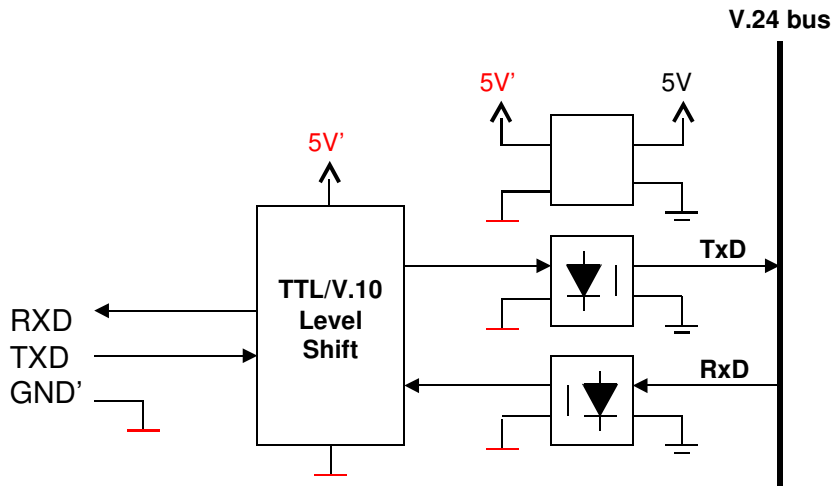 V.24 bus
5V'
5V
5V'
TxD
TTL/V.10
Level
Shift
RXD
TXD
GND'
RxD